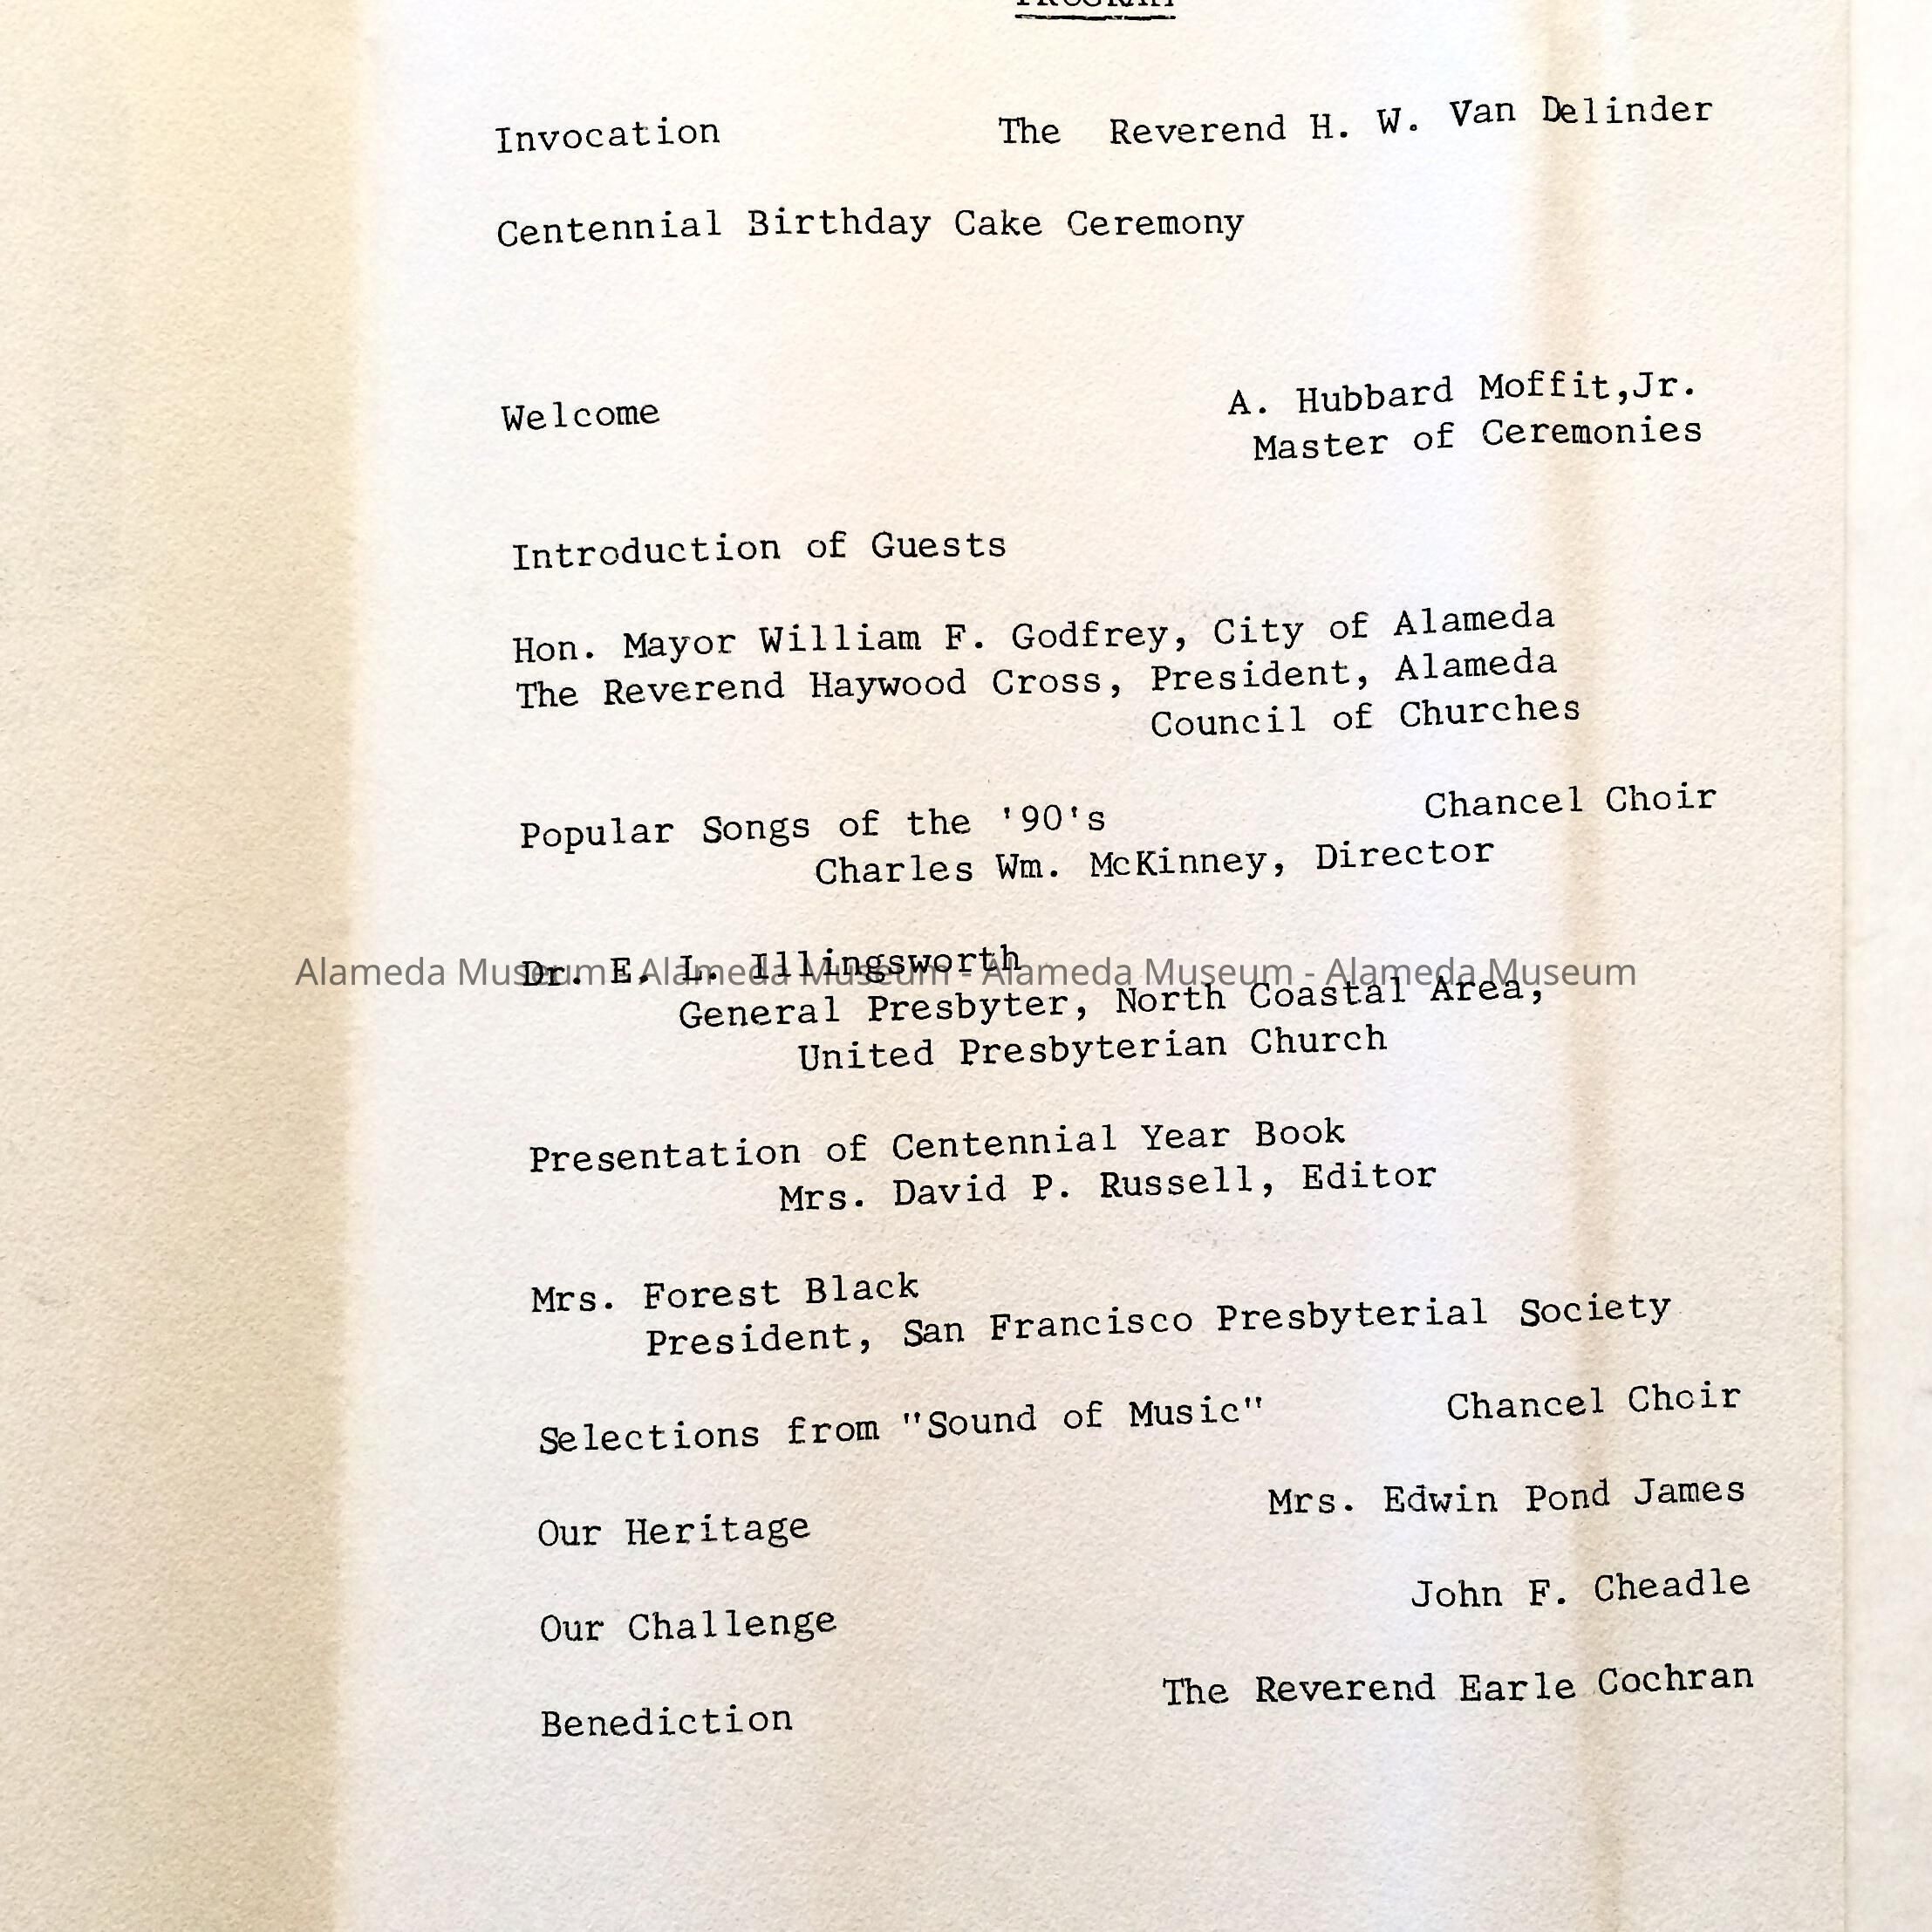 PROGRAM
Invocation The Reverend H. W. Van Delinder
Centennial Birthday Cake Ceremony
Welcome A. Hubbard Moffit,Jr.
Master of Ceremonies
Introduction of Guests
Hon. Mayor William F. Godfrey, City of Alameda
The Reverend Haywood Cross, President, Alameda
Council of Churches
Popular Songs of the '90's Chancel Choir
Charles Wm. McKinney, Director
Dr. E. L. Illingsworth
Alameda Museum - Alameda Museum - Alameda Museum - Alameda Museum
General Presbyter, North Coastal Area,
United Presbyterian Church
Presentation of Centennial Year Book
Mrs. David P. Russell, Editor
Mrs. Forest Black
President, San Francisco Presbyterial Society
Selections from "Sound of Music" Chancel Choir
Our Heritage Mrs. Edwin Pond James
Our Challenge John F. Cheadle
Benediction The Reverend Earle Cochran